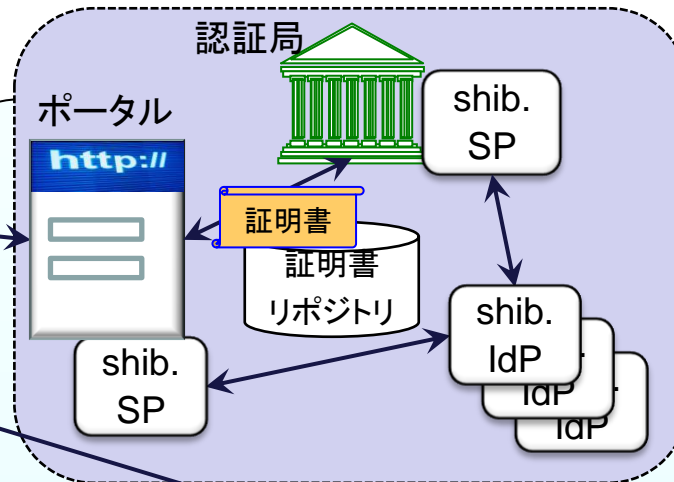 認証局
ポータル
http://
shib.
SP
証明書
証明書
リポジトリ
shib.
IdP
IdP
IdP
shib.
SP